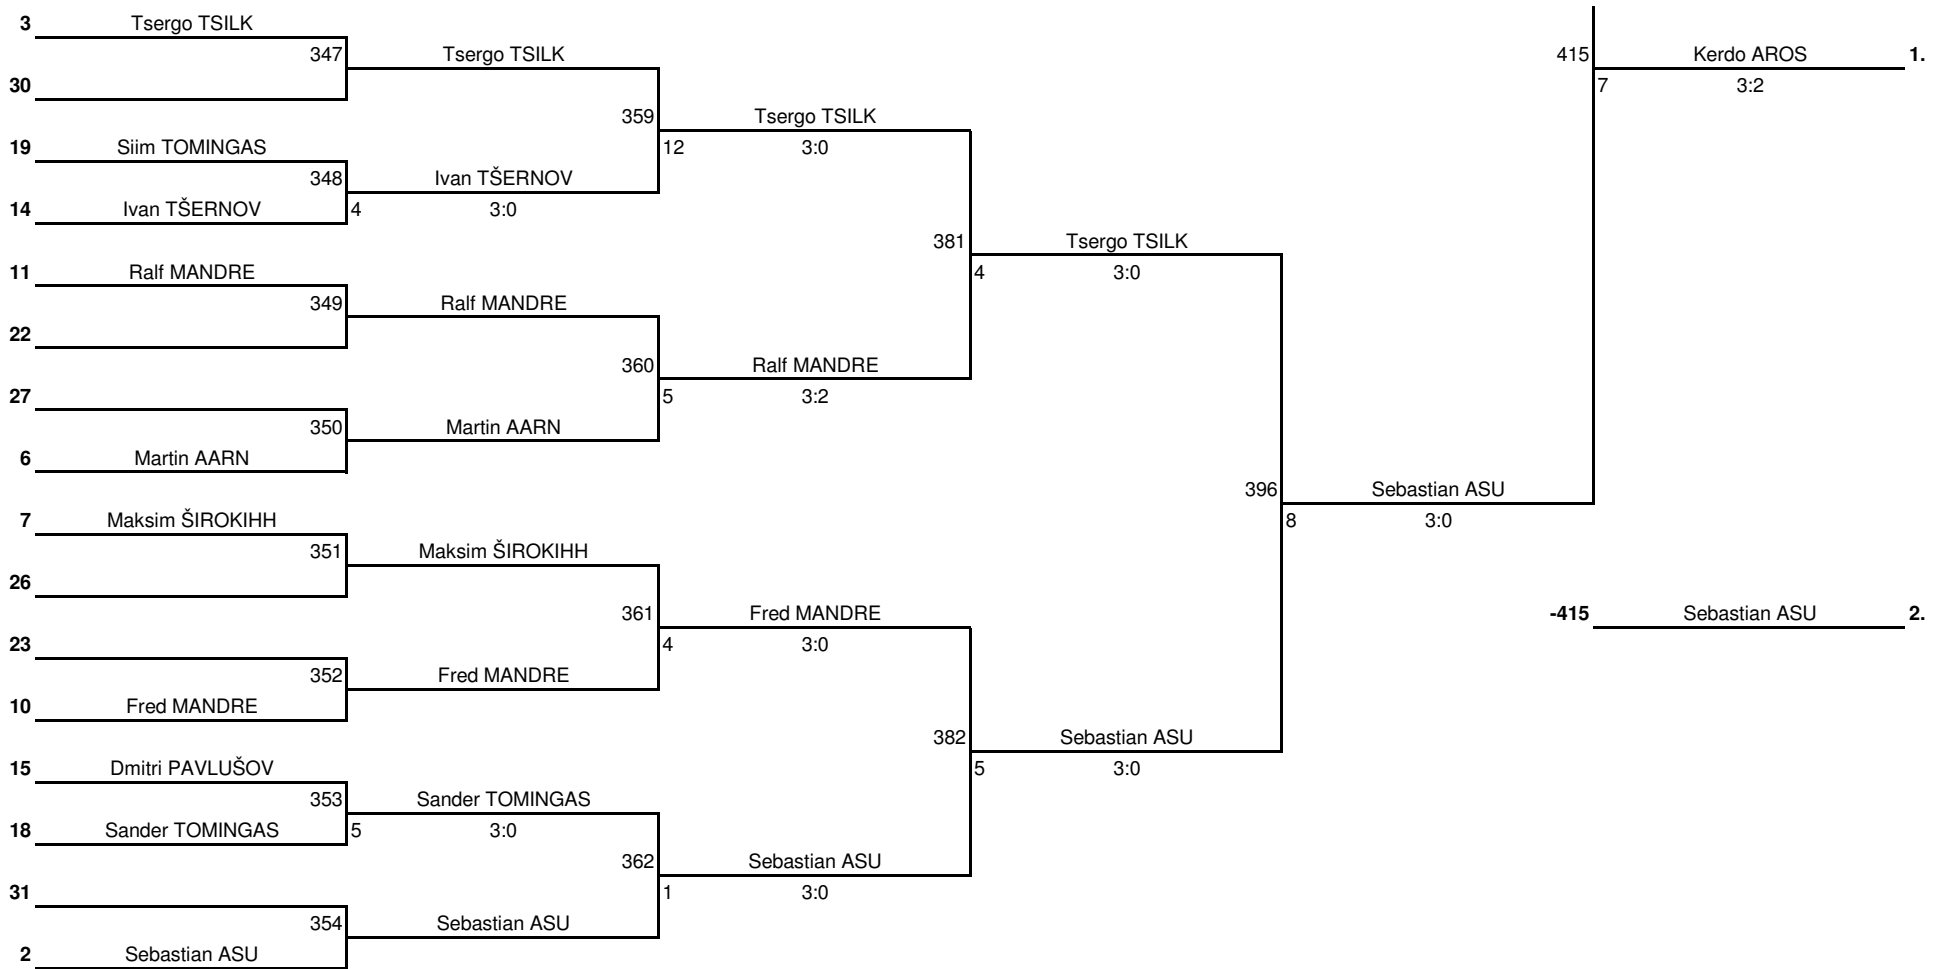 3 Tsergo TSILK
347 Tsergo TSILK 415 Kerdo AROS 1.
30 7 3:2
359 Tsergo TSILK
19 Siim TOMINGAS 12 3:0
348 Ivan TŠERNOV
14 Ivan TŠERNOV 4 3:0
381 Tsergo TSILK
11 Ralf MANDRE 4 3:0
349 Ralf MANDRE
22
360 Ralf MANDRE
27 5 3:2
350 Martin AARN
6 Martin AARN
396 Sebastian ASU
7 Maksim ŠIROKIHH 8 3:0
351 Maksim ŠIROKIHH
26
361 Fred MANDRE -415 Sebastian ASU 2.
23 4 3:0
352 Fred MANDRE
10 Fred MANDRE
382 Sebastian ASU
15 Dmitri PAVLUŠOV 5 3:0
353 Sander TOMINGAS
18 Sander TOMINGAS 5 3:0
362 Sebastian ASU
31 1 3:0
354 Sebastian ASU
2 Sebastian ASU